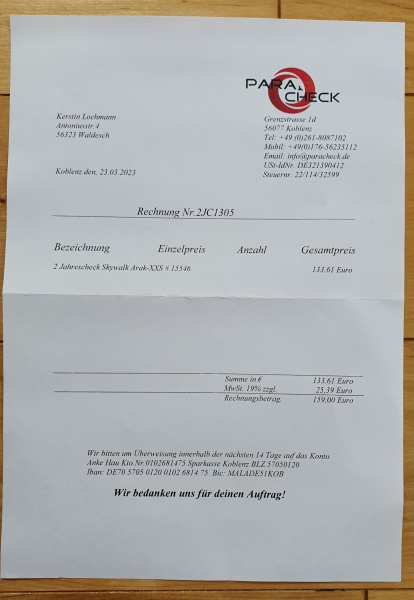 PARA
CHECK
Kerstin Lochmann
Antoniusstr 4
56323 Waldesch
Grenzstrasse 1d
56077 Koblenz
Tel: +49 (0)261-8087102
Mobil: +49(0)176-56235112
Email: info@paracheck.de
USt-IdNr. DE321390412
Steuernr. 22/114/32599
Koblenz den, 23.03.2023
Rechnung Nr.2JC1305
Bezeichnung Einzelpreis Anzahl Gesamtpreis
2 Jahrescheck Skywalk Arak-XXS # 15546 133,61 Euro
Summe in € 133,61 Euro
MwSt. 19% zzgl. 25,39 Euro
Rechnungsbetrag. 159,00 Euro
Wir bitten um Überweisung innerhalb der nächsten 14 Tage auf das Konto
Anke Hau Kto Nr.0102681475 Sparkasse Koblenz BLZ 57050120
Iban: DE70 5705 0120 0102 6814 75 Bic: MALADE51KOB
Wir bedanken uns für deinen Auftrag!